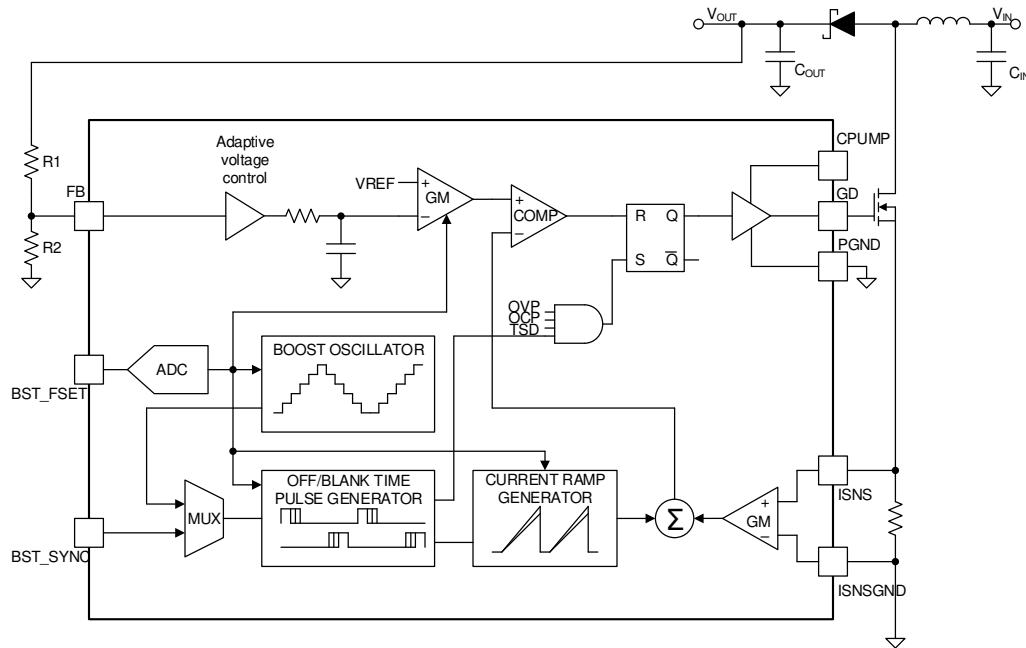 VOUT
VIN
COUT
CIN
Adaptive
voltage
control
CPUMP
R1
FB
VREF
+
GM
−
+
COMP
−
R
Q
S
Q
GD
R2
PGND
OVP
OCP
TSD
BOOST OSCILLATOR
ADC
BST_FSET
OFF/BLANK TIME
PULSE GENERATOR
CURRENT RAMP
GENERATOR
ISNS
MUX
Σ
+
GM
−
BST_SYNC
ISNSGND